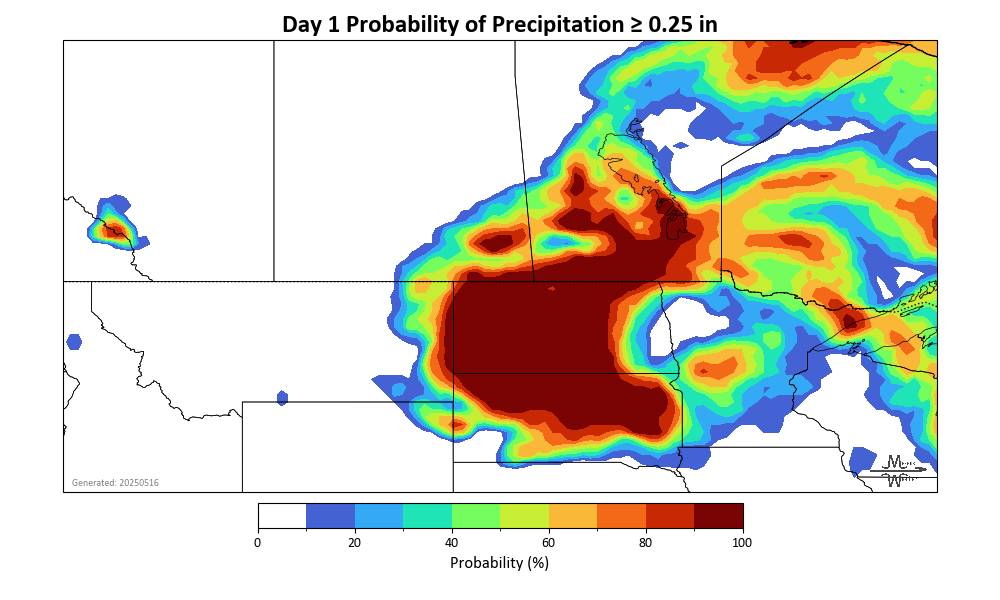 Day 1 Probability of Precipitation ≥ 0.25 in
Generated: 20250516
M
W
0 20 40 60 80 100
Probability (%)